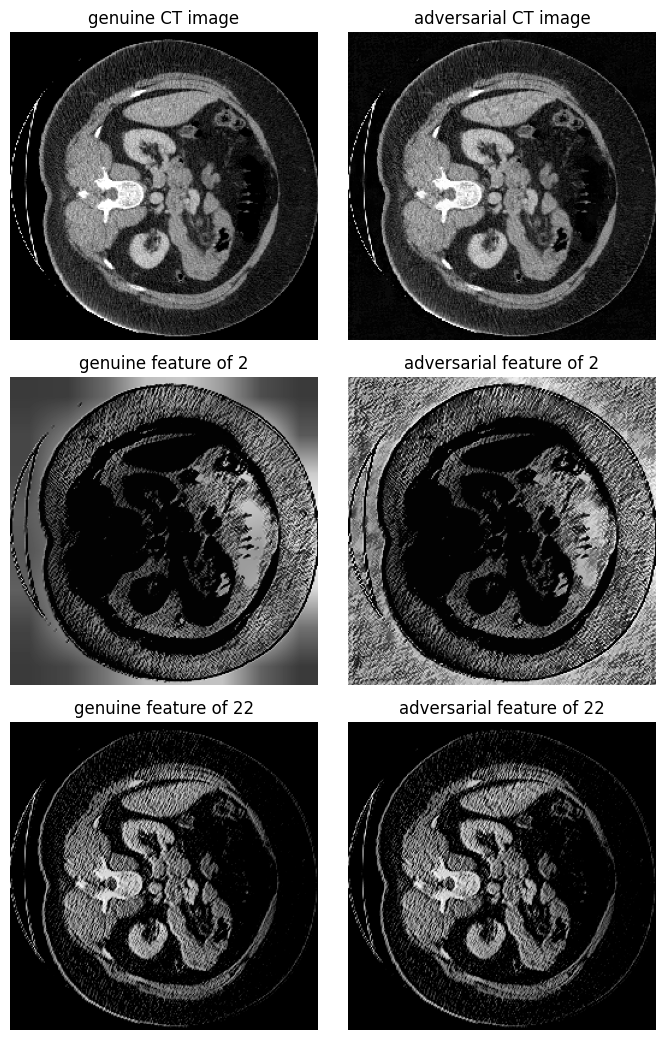 genuine CT image
adversarial CT image
genuine feature of 2
adversarial feature of 2
genuine feature of 22
adversarial feature of 22